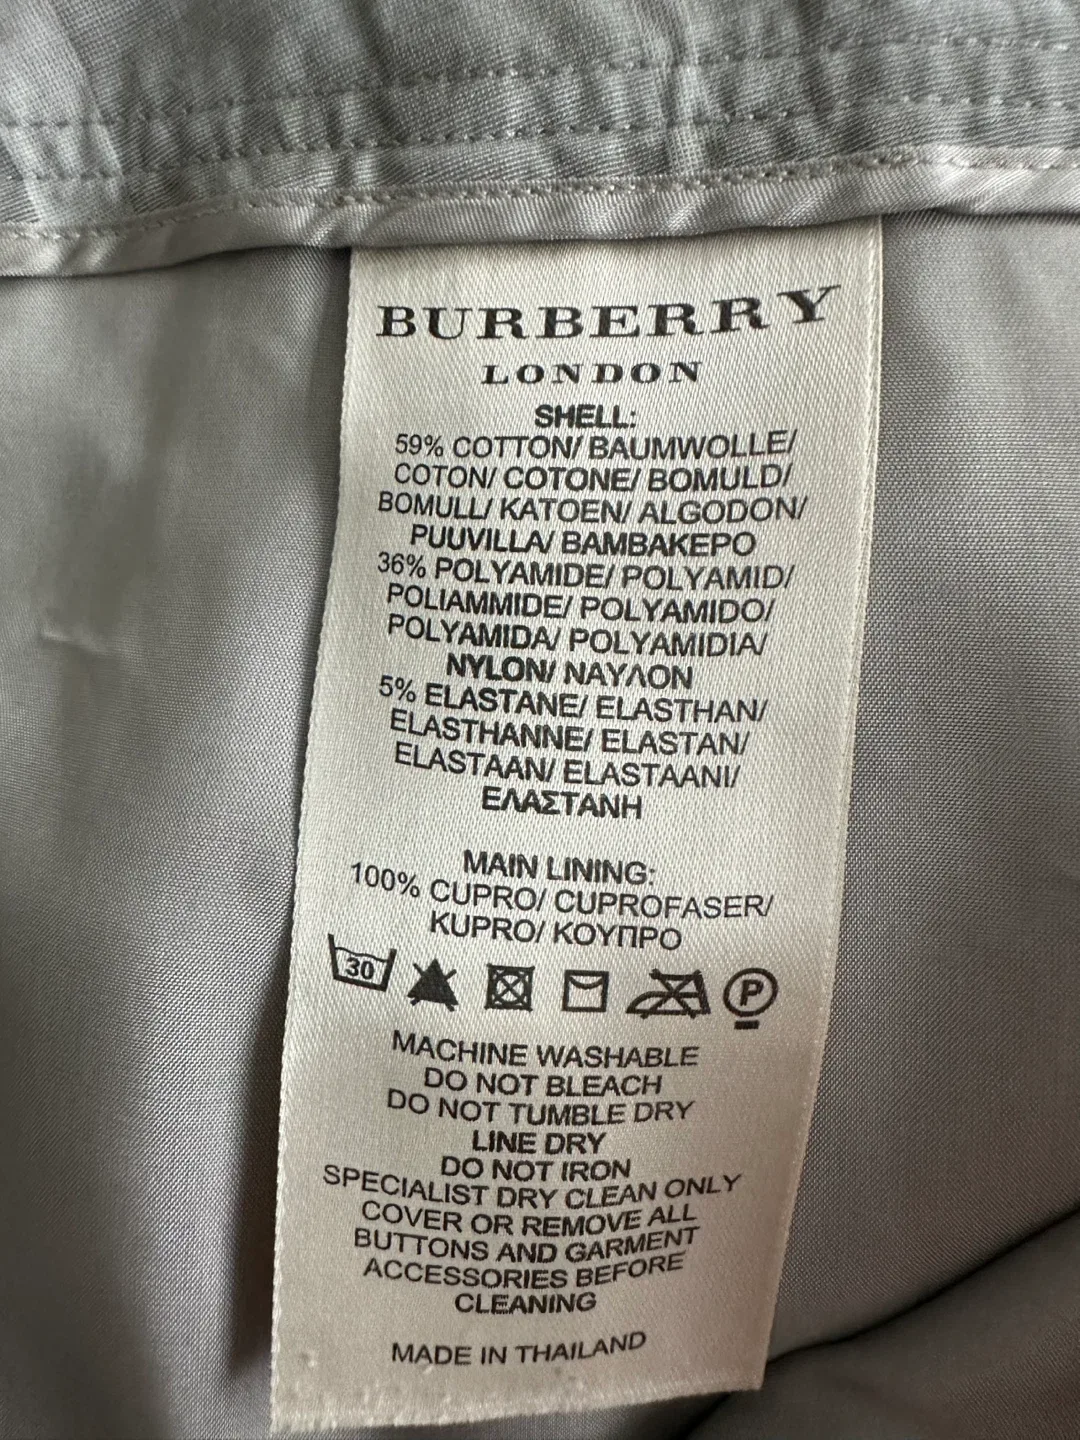 BURBERRY
LONDON
SHELL:
59% COTTON/ BAUMWOLLE/
COTON/ COTONE/ BOMULD/
BOMULL/ KATOEN/ ALGODON/
PUUVILLA/ BAMBAKEPO
36% POLYAMIDE/ POLYAMID/
POLIAMMIDE/ POLYAMIDO/
POLYAMIDA/ POLYAMIDIA/
NYLON/ ΝΑΥΛΟΝ
5% ELASTANE/ ELASTHAN/
ELASTHANNE/ ELASTAN/
ELASTAAN/ ELASTAANI/
ΕΛΑΣΤΑΝΗ
MAIN LINING:
100% CUPRO/ CUPROFASER/
KUPRO/ ΚΟΥΠΡΟ
30 P
MACHINE WASHABLE
DO NOT BLEACH
DO NOT TUMBLE DRY
LINE DRY
DO NOT IRON
SPECIALIST DRY CLEAN ONLY
COVER OR REMOVE ALL
BUTTONS AND GARMENT
ACCESSORIES BEFORE
CLEANING
MADE IN THAILAND